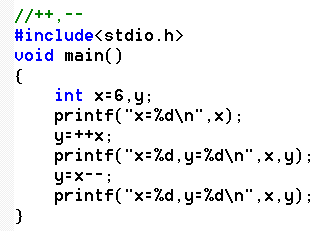 //++,--
#include<stdio.h>
void main()
{
    int x=6,y;
    printf("x=%d\n",x);
    y=++x;
    printf("x=%d,y=%d\n",x,y);
    y=x--;
    printf("x=%d,y=%d\n",x,y);
}